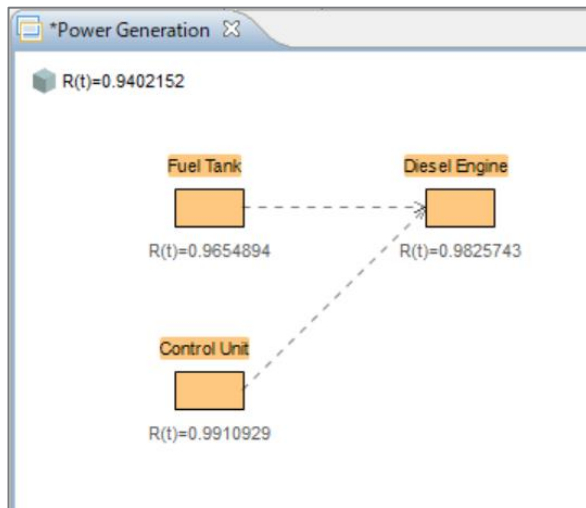 *Power Generation
R(t)=0.9402152
Fuel Tank
Diesel Engine
R(t)=0.9654894
R(t)=0.9825743
Control Unit
R(t)=0.9910929